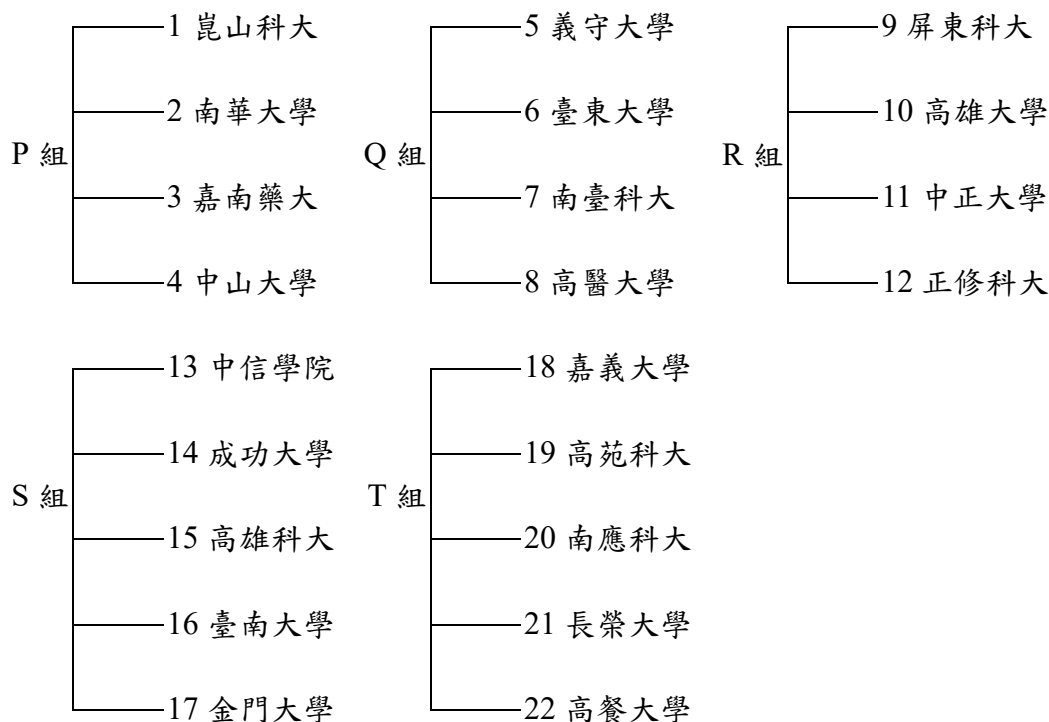 P 組
1 崑山科大
2 南華大學
3 嘉南藥大
4 中山大學
Q 組
5 義守大學
6 臺東大學
7 南臺科大
8 高醫大學
R 組
9 屏東科大
10 高雄大學
11 中正大學
12 正修科大
S 組
13 中信學院
14 成功大學
15 高雄科大
16 臺南大學
17 金門大學
T 組
18 嘉義大學
19 高苑科大
20 南應科大
21 長榮大學
22 高餐大學